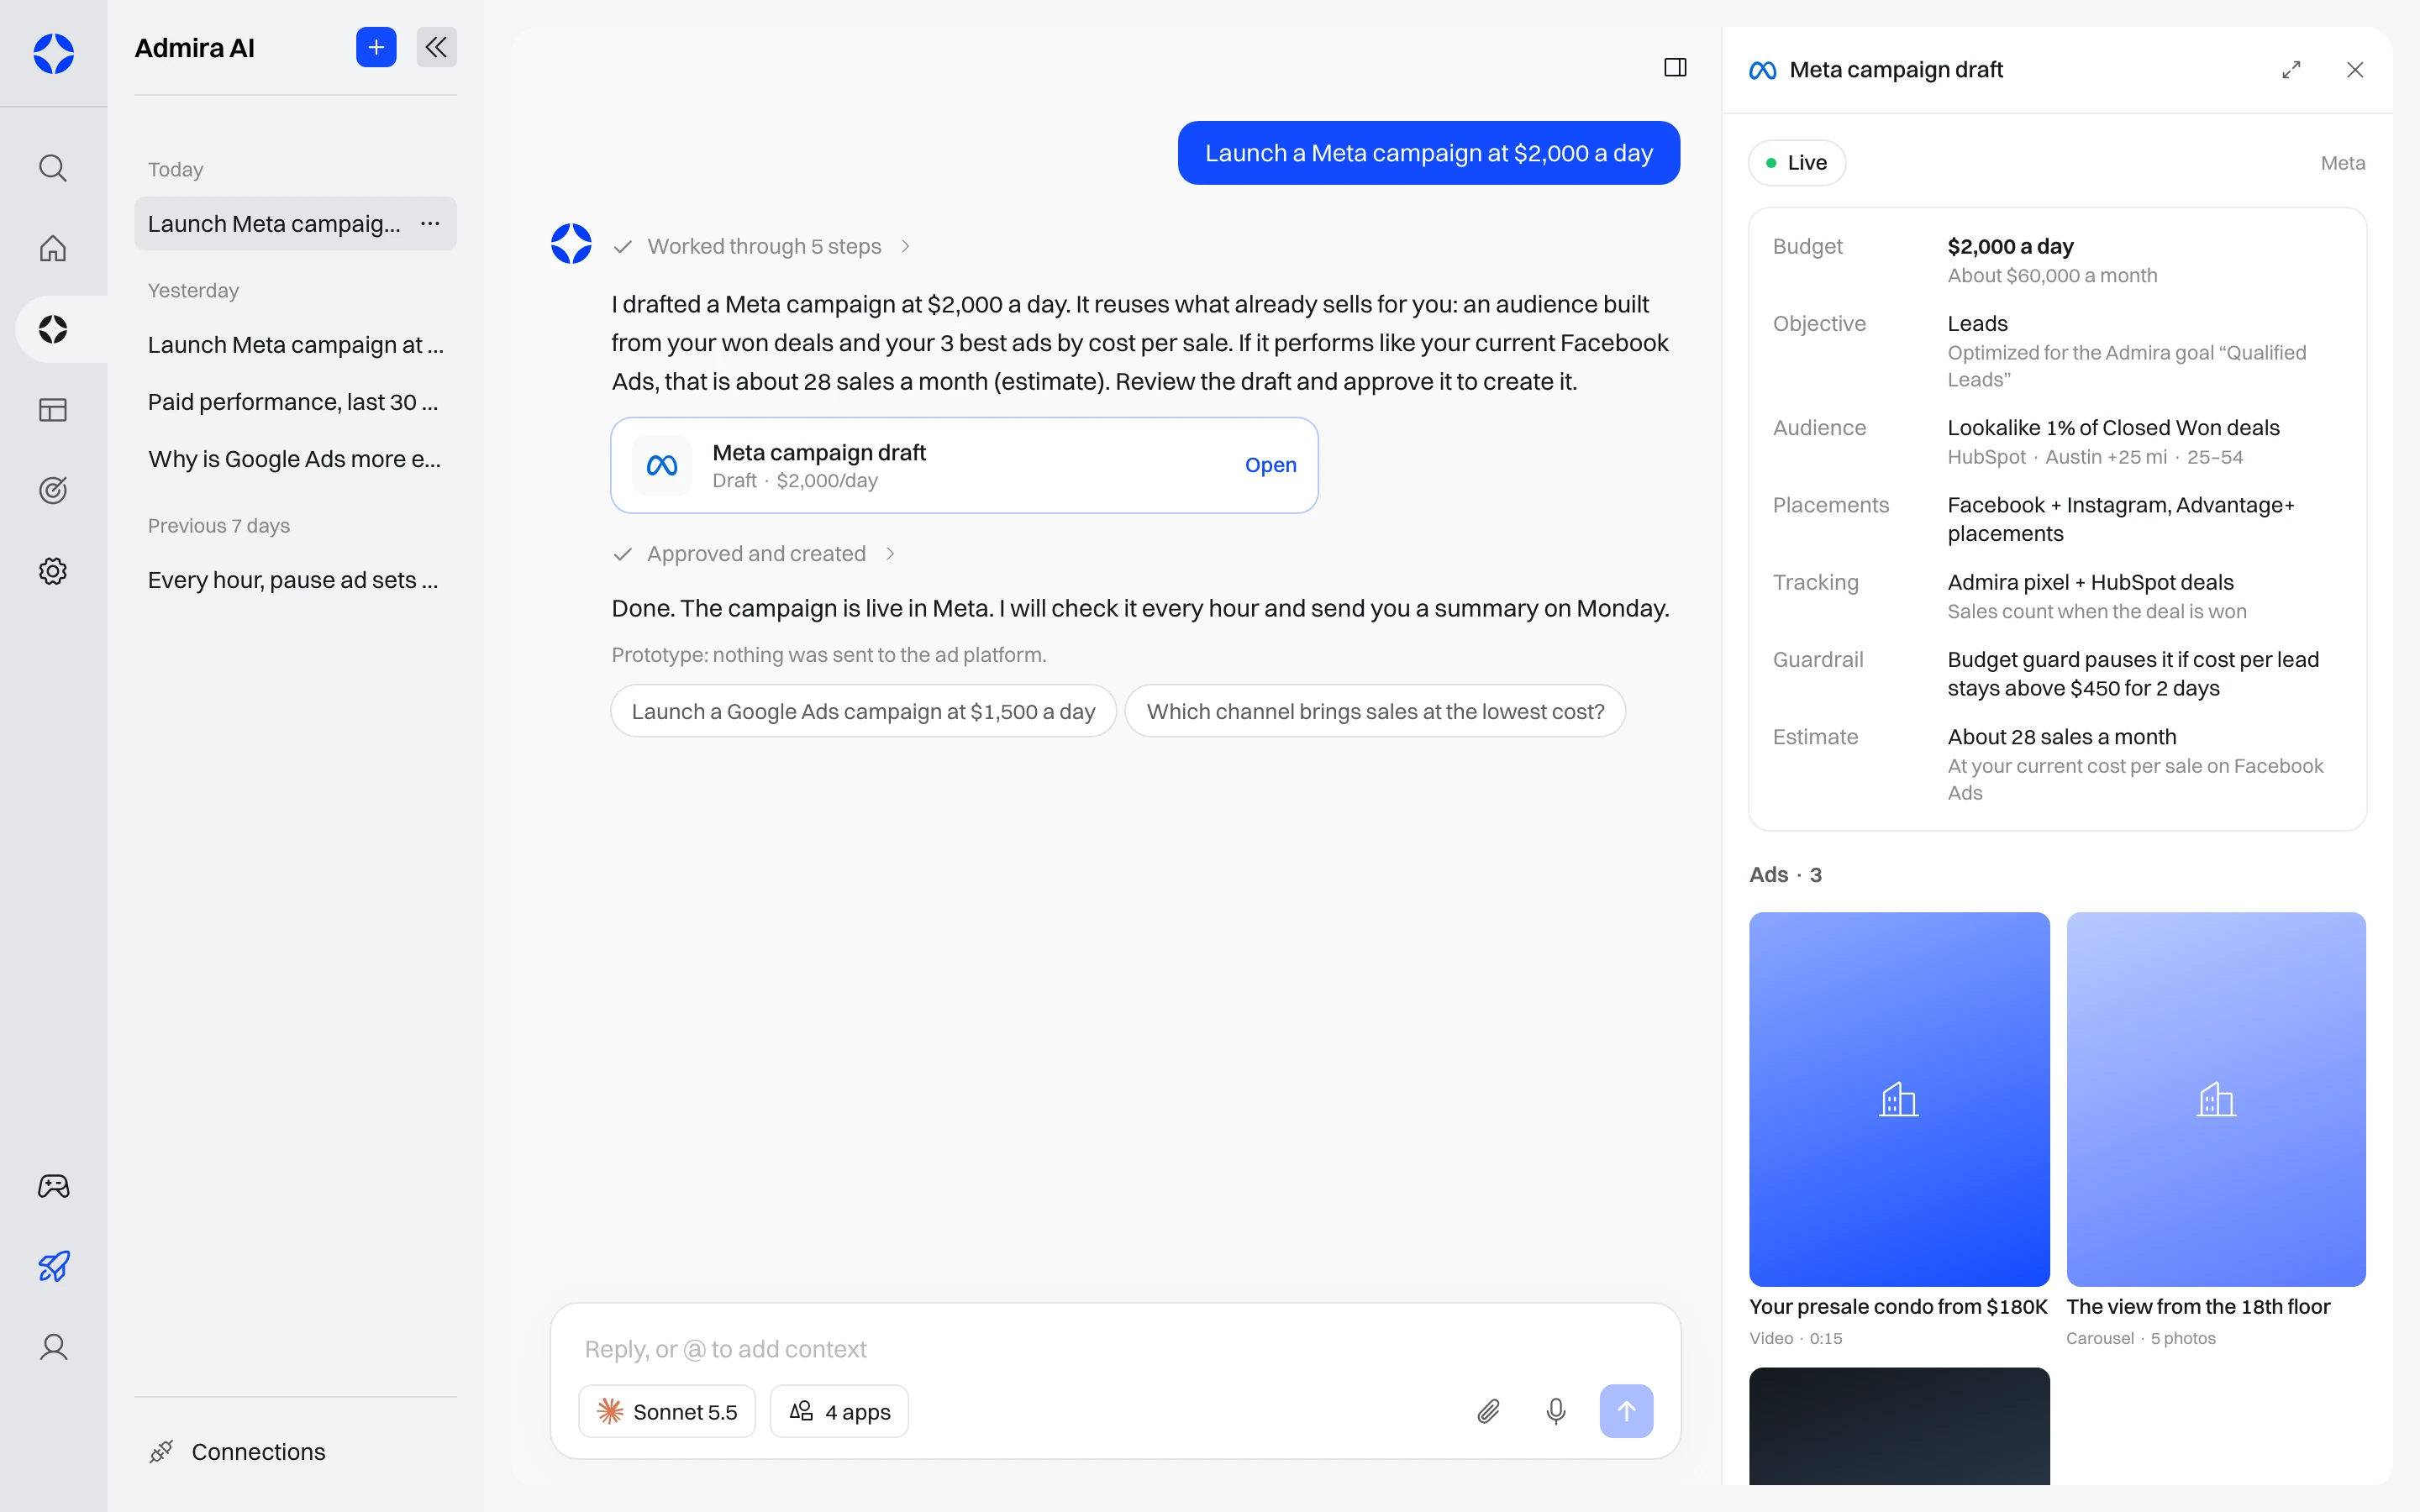 Admira AI
Today
Launch Meta campaig...
Yesterday
Launch Meta campaign at ...
Paid performance, last 30 ...
Why is Google Ads more e...
Previous 7 days
Every hour, pause ad sets ...
Connections
Launch a Meta campaign at $2,000 a day
Worked through 5 steps
I drafted a Meta campaign at $2,000 a day. It reuses what already sells for you: an audience built
from your won deals and your 3 best ads by cost per sale. If it performs like your current Facebook
Ads, that is about 28 sales a month (estimate). Review the draft and approve it to create it.
Meta campaign draft
Draft · $2,000/day
Open
Approved and created
Done. The campaign is live in Meta. I will check it every hour and send you a summary on Monday.
Prototype: nothing was sent to the ad platform.
Launch a Google Ads campaign at $1,500 a day
Which channel brings sales at the lowest cost?
Reply, or @ to add context
Sonnet 5.5
4 apps
Meta campaign draft
Live
Meta
Budget
$2,000 a day
About $60,000 a month
Objective
Leads
Optimized for the Admira goal “Qualified
Leads”
Audience
Lookalike 1% of Closed Won deals
HubSpot · Austin +25 mi · 25–54
Placements
Facebook + Instagram, Advantage+
placements
Tracking
Admira pixel + HubSpot deals
Sales count when the deal is won
Guardrail
Budget guard pauses it if cost per lead
stays above $450 for 2 days
Estimate
About 28 sales a month
At your current cost per sale on Facebook
Ads
Ads · 3
Your presale condo from $180K
Video · 0:15
The view from the 18th floor
Carousel · 5 photos